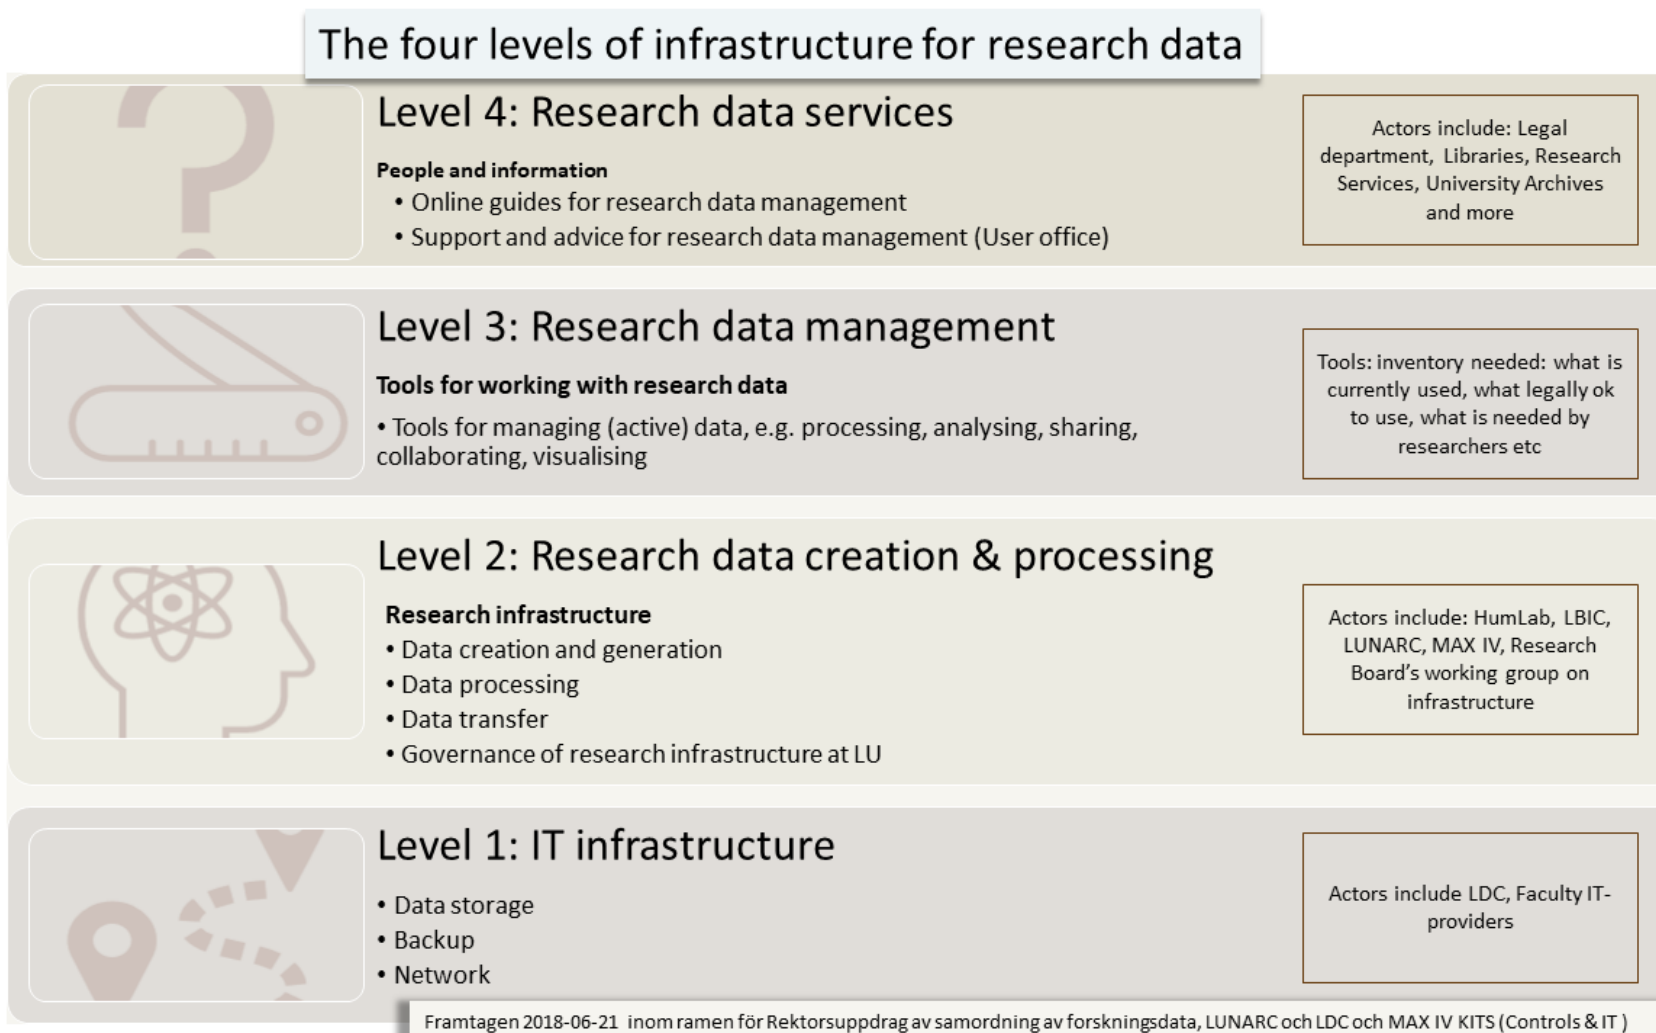 The four levels of infrastructure for research data
Level 4: Research data services
People and information
• Online guides for research data management
• Support and advice for research data management (User office)
Actors include: Legal
department, Libraries, Research
Services, University Archives
and more
Level 3: Research data management
Tools for working with research data
• Tools for managing (active) data, e.g. processing, analysing, sharing,
collaborating, visualising
Tools: inventory needed: what is
currently used, what legally ok
to use, what is needed by
researchers etc
Level 2: Research data creation & processing
Research infrastructure
• Data creation and generation
• Data processing
• Data transfer
• Governance of research infrastructure at LU
Actors include: HumLab, LBIC,
LUNARC, MAX IV, Research
Board's working group on
infrastructure
Level 1: IT infrastructure
• Data storage
• Backup
• Network
Actors include LDC, Faculty IT-
providers
Framtagen 2018-06-21 inom ramen för Rektorsuppdrag av samordning av forskningsdata, LUNARC och LDC och MAX IV KITS (Controls & IT )